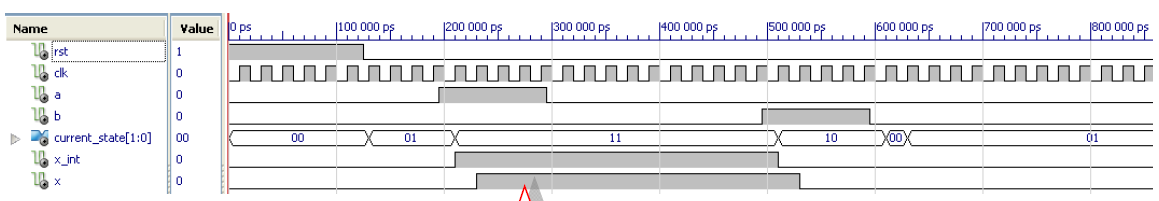 Name Value 0 ps 100 000 ps 200 000 ps 300 000 ps 400 000 ps 500 000 ps 600 000 ps 700 000 ps 800 000 ps
rst 1
clk 0
a 0
b 0
current_state[1:0] 00 00 01 11 10 00 01
x_int 0
x 0